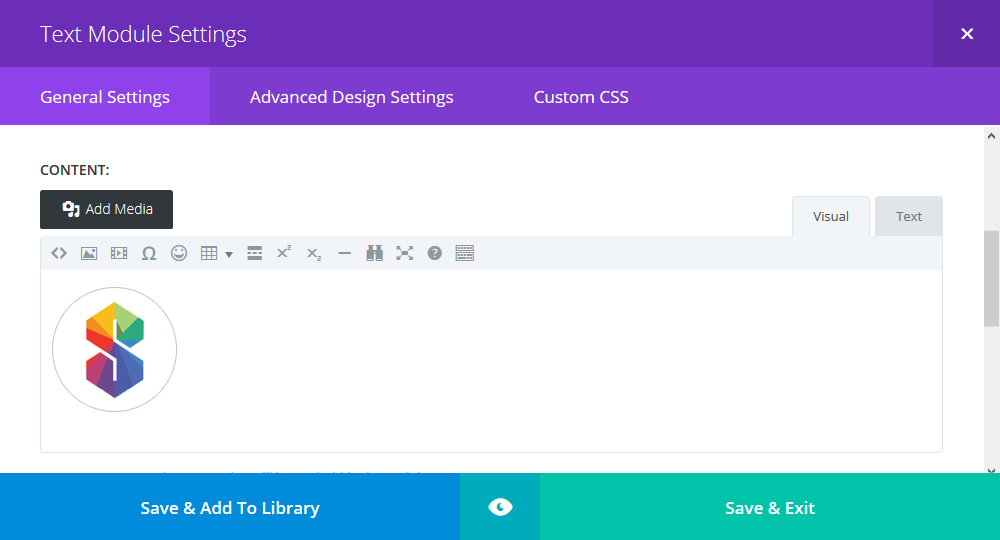 Text Module Settings
General Settings
Advanced Design Settings
Custom CSS
CONTENT:
Add Media
Visual
Text
Save & Add To Library
Save & Exit